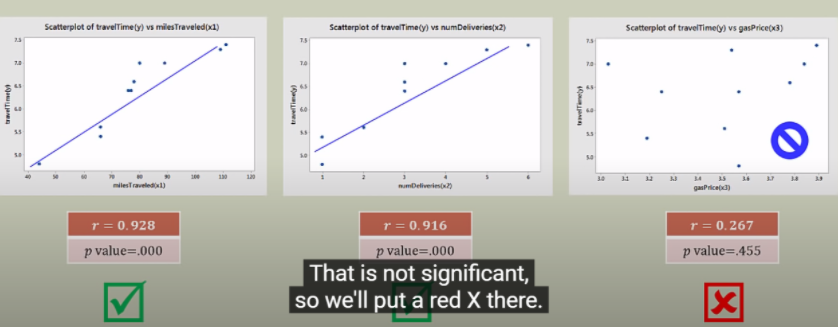 Scatterplot of travelTime(y) vs milesTraveled(x1)
travelTime(y)
7.5
7.0
6.5
6.0
5.5
5.0
40 50 60 70 80 90 100 110 120
milesTraveled(x1)
r = 0.928
p value=.000
Scatterplot of travelTime(y) vs numDeliveries(x2)
travelTime(y)
7.5
7.0
6.5
6.0
5.5
5.0
1 2 3 4 5 6
numDeliveries(x2)
r = 0.916
p value=.000
Scatterplot of travelTime(y) vs gasPrice(x3)
travelTime(y)
7.5
7.0
6.5
6.0
5.5
5.0
3.0 3.1 3.2 3.3 3.4 3.5 3.6 3.7 3.8 3.9
gasPrice(x3)
r = 0.267
p value=.455
That is not significant,
so we'll put a red X there.